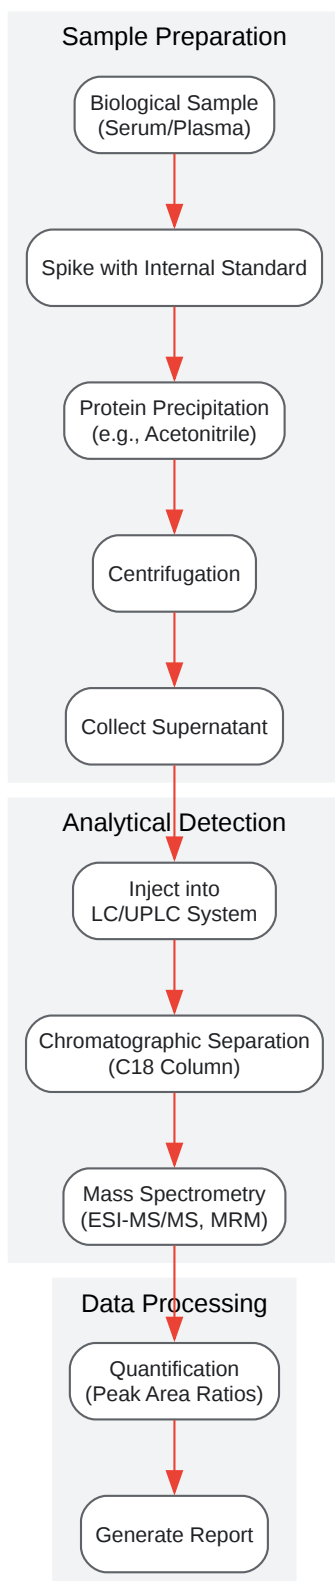 Sample Preparation
Biological Sample
(Serum/Plasma)
Spike with Internal Standard
Protein Precipitation
(e.g., Acetonitrile)
Centrifugation
Collect Supernatant
Analytical Detection
Inject into
LC/UPLC System
Chromatographic Separation
(C18 Column)
Mass Spectrometry
(ESI-MS/MS, MRM)
Data Processing
Quantification
(Peak Area Ratios)
Generate Report